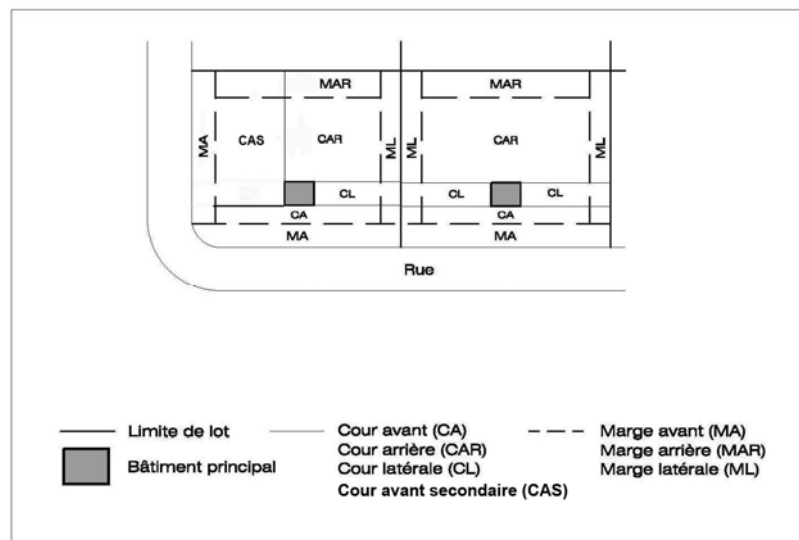 MAR MAR
MA CAS CAR ML ML CAR ML
CL CL CL
CA CA
MA MA
Rue
Limite de lot Cour avant (CA) Marge avant (MA)
Cour arrière (CAR) Marge arrière (MAR)
Bâtiment principal Cour latérale (CL) Marge latérale (ML)
Cour avant secondaire (CAS)